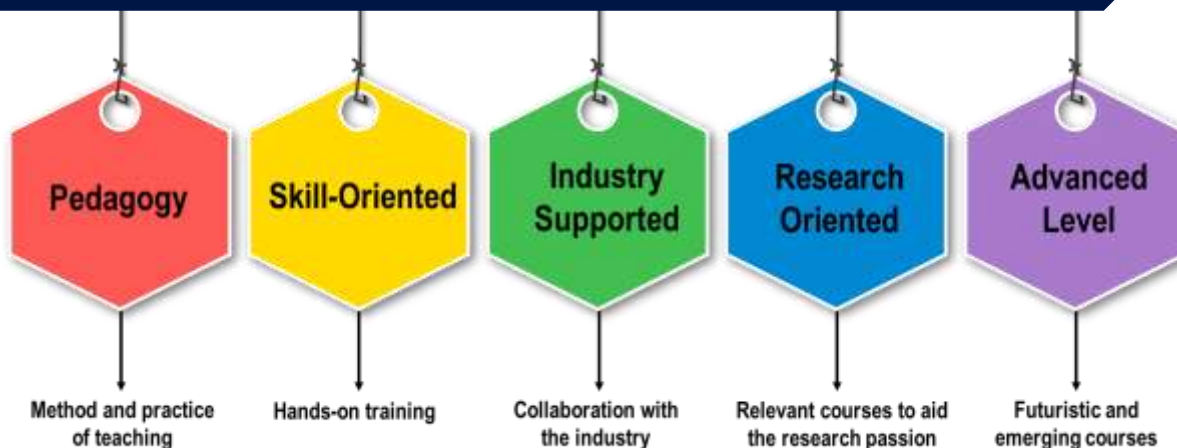 Pedagogy
Skill-Oriented
Industry
Supported
Research
Oriented
Advanced
Level
Method and practice
of teaching
Hands-on training
Collaboration with
the industry
Relevant courses to aid
the research passion
Futuristic and
emerging courses